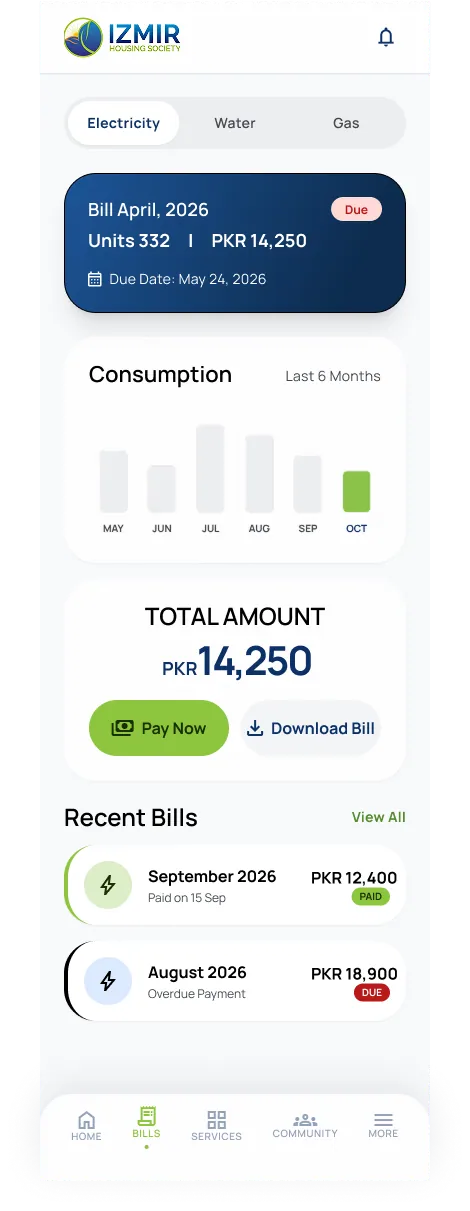 IZMIR
HOUSING SOCIETY
Electricity Water Gas
Bill April, 2026 Due
Units 332 | PKR 14,250
Due Date: May 24, 2026
Consumption Last 6 Months
MAY JUN JUL AUG SEP OCT
TOTAL AMOUNT
PKR14,250
Pay Now Download Bill
Recent Bills View All
September 2026 PKR 12,400
Paid on 15 Sep PAID
August 2026 PKR 18,900
Overdue Payment DUE
HOME BILLS SERVICES COMMUNITY MORE